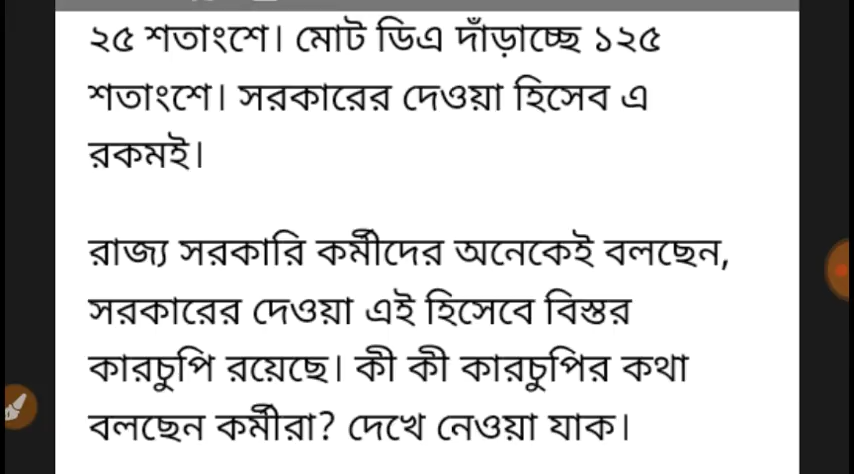 ২৫ শতাংশে। মোট ডিএ দাঁড়াচ্ছে ১২৫
শতাংশে। সরকারের দেওয়া হিসেব এ
রকমই।
রাজ্য সরকারি কর্মীদের অনেকেই বলছেন,
সরকারের দেওয়া এই হিসেবে বিস্তর
কারচুপি রয়েছে। কী কী কারচুপির কথা
বলছেন কর্মীরা? দেখে নেওয়া যাক।